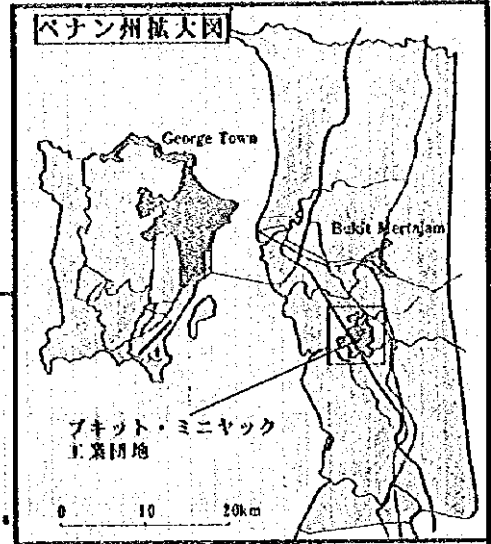 ペナン州拡大図
George Town
Bukit Mertajam
ブキット・ミニヤック
工業団地
0 10 20km